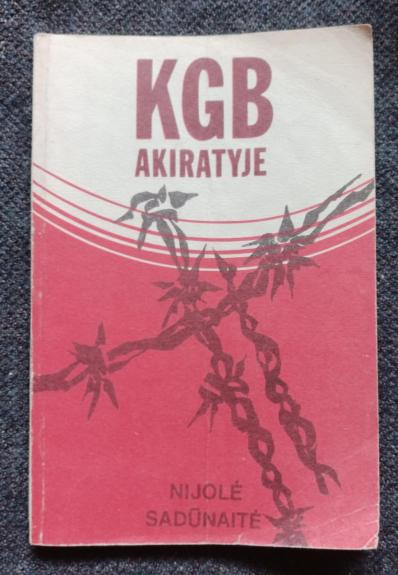 KGB
AKIRATYJE
NIJOLĖ
SADŪNAITĖ